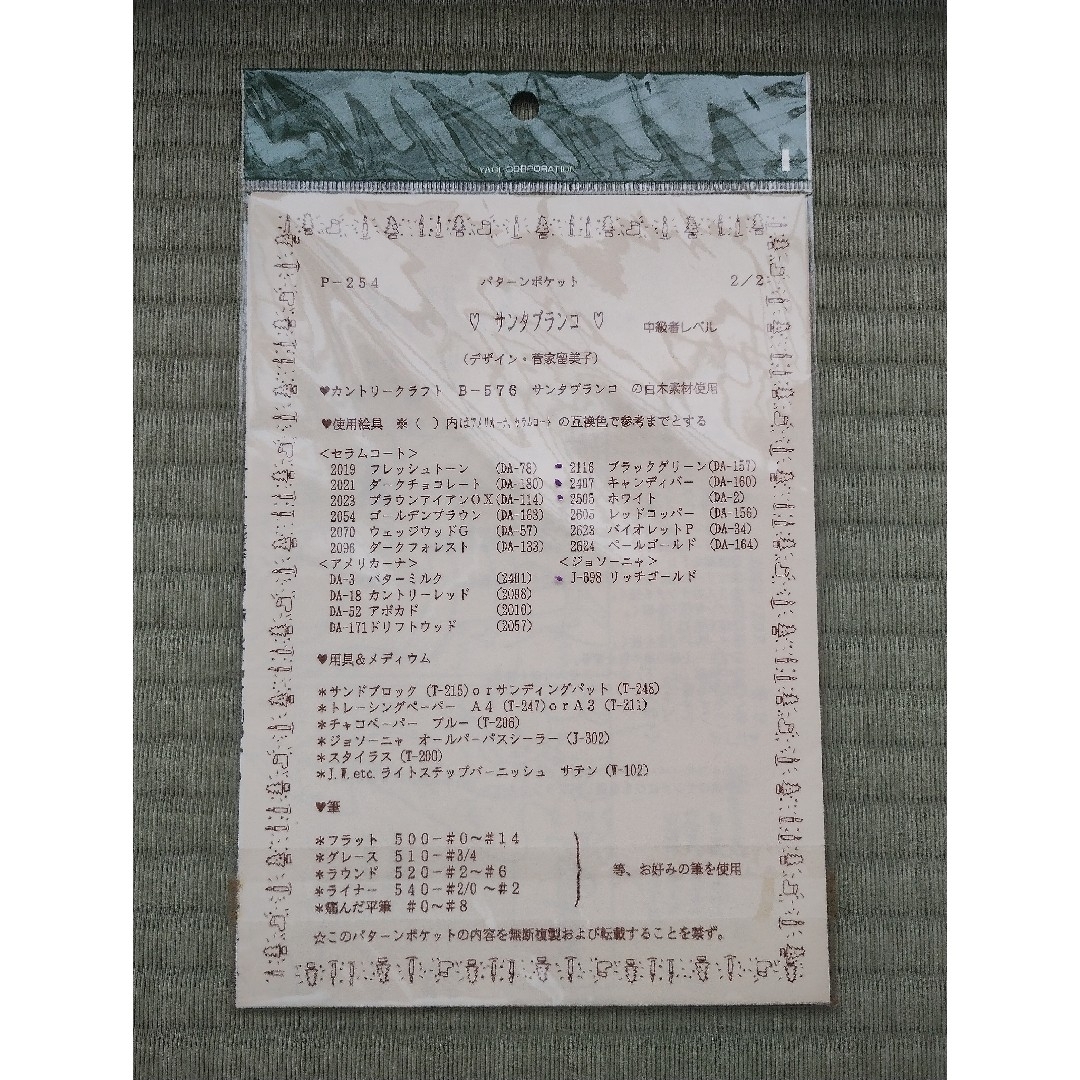 YAOI CORPORATION
P-254 パターンポケット 2/2
♡ サンタブランコ ♡ 中級者レベル
(デザイン・菅家留美子)
♥カントリークラフト B-576 サンタブランコ の白木素材使用
♥使用絵具 ※( )内はアメリカーナ、セラムコート の互換色で参考までとする
<セラムコート>
2019 フレッシュトーン (DA-78) 2116 ブラックグリーン(DA-157)
2021 ダークチョコレート (DA-180) 2407 キャンディバー (DA-160)
2023 ブラウンアイアンOX(DA-114) 2505 ホワイト (DA-2)
2054 ゴールデンブラウン (DA-163) 2605 レッドコッパー (DA-156)
2070 ウェッジウッドG (DA-57) 2623 バイオレットP (DA-34)
2096 ダークフォレスト (DA-133) 2624 ペールゴールド (DA-164)
<アメリカーナ> <ジョソーニャ>
DA-3 バターミルク (2401) J-898 リッチゴールド
DA-18 カントリーレッド (2098)
DA-52 アボカド (2010)
DA-171ドリフトウッド (2057)
♥用具&メディウム
*サンドブロック (T-215)orサンディングパット (T-248)
*トレーシングペーパー A4 (T-247)orA3 (T-211)
*チャコペーパー ブルー (T-206)
*ジョソーニャ オールパーパスシーラー (J-302)
*スタイラス (T-200)
*J.W.etc.ライトステップバーニッシュ サテン (W-102)
♥筆
*フラット 500-#0~#14
*グレース 510-#3/4
*ラウンド 520-#2~#6 等、お好みの筆を使用
*ライナー 540-#2/0~#2
*痛んだ平筆 #0~#8
☆このパターンポケットの内容を無断複製および転載することを禁ず。